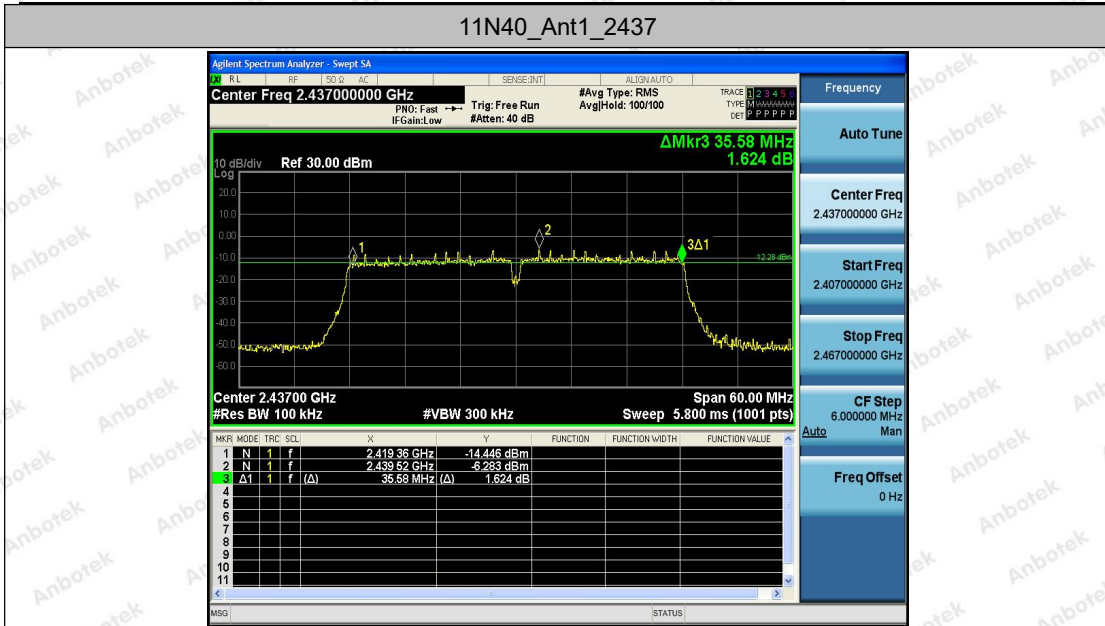 11N40_Ant1_2437
Agilent Spectrum Analyzer - Swept SA
LXI RL RF 50 Ω AC SENSE:INT ALIGNAUTO
Center Freq 2.437000000 GHz
PNO: Fast
IFGain:Low
Trig: Free Run
#Atten: 40 dB
#Avg Type: RMS
Avg|Hold: 100/100
TRACE 1 2 3 4 5 6
TYPE M
DET P P P P P P
ΔMkr3 35.58 MHz
1.624 dB
10 dB/div Ref 30.00 dBm
Log
20.0
10.0
0.00
-10.0
-20.0
-30.0
-40.0
-50.0
-60.0
1
2
3Δ1
-12.28 dBm
Center 2.43700 GHz
Span 60.00 MHz
#Res BW 100 kHz
#VBW 300 kHz
Sweep 5.800 ms (1001 pts)
MKR MODE TRC SCL X Y FUNCTION FUNCTION WIDTH FUNCTION VALUE
1 N 1 f 2.419 36 GHz -14.446 dBm
2 N 1 f 2.439 52 GHz -6.283 dBm
3 Δ1 1 f (Δ) 35.58 MHz (Δ) 1.624 dB
4
5
6
7
8
9
10
11
MSG
STATUS
Frequency
Auto Tune
Center Freq
2.437000000 GHz
Start Freq
2.407000000 GHz
Stop Freq
2.467000000 GHz
CF Step
6.000000 MHz
Auto Man
Freq Offset
0 Hz
Anbotek